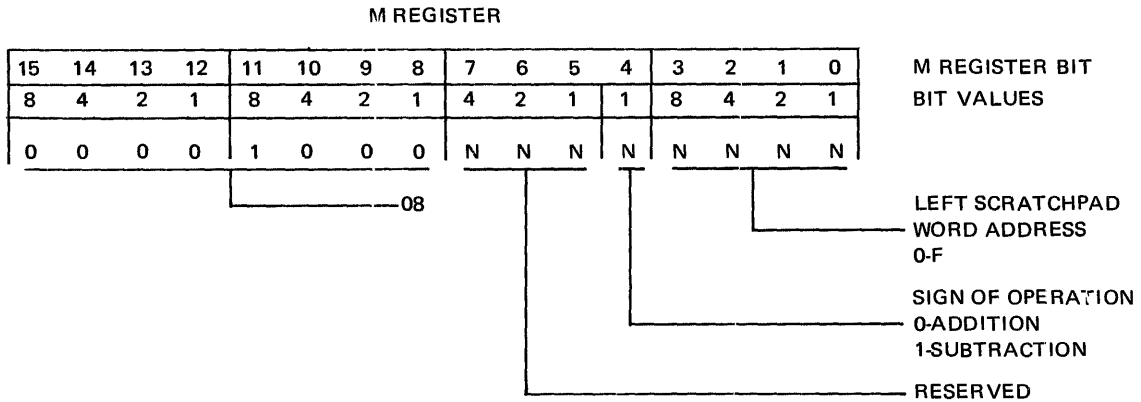 M REGISTER
15 14 13 12 11 10 9 8 7 6 5 4 3 2 1 0 M REGISTER BIT
8 4 2 1 8 4 2 1 4 2 1 1 8 4 2 1 BIT VALUES
0 0 0 0 1 0 0 0 N N N N N N N N
08
LEFT SCRATCHPAD
WORD ADDRESS
0-F
SIGN OF OPERATION
0-ADDITION
1-SUBTRACTION
RESERVED